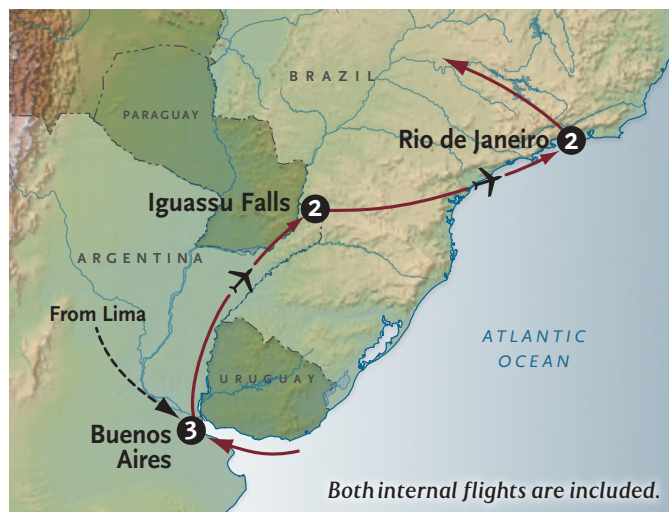 BRAZIL
PARAGUAY
Rio de Janeiro 2
Iguassu Falls 2
ARGENTINA
From Lima
ATLANTIC
OCEAN
URUGUAY
Buenos
Aires
3
Both internal flights are included.